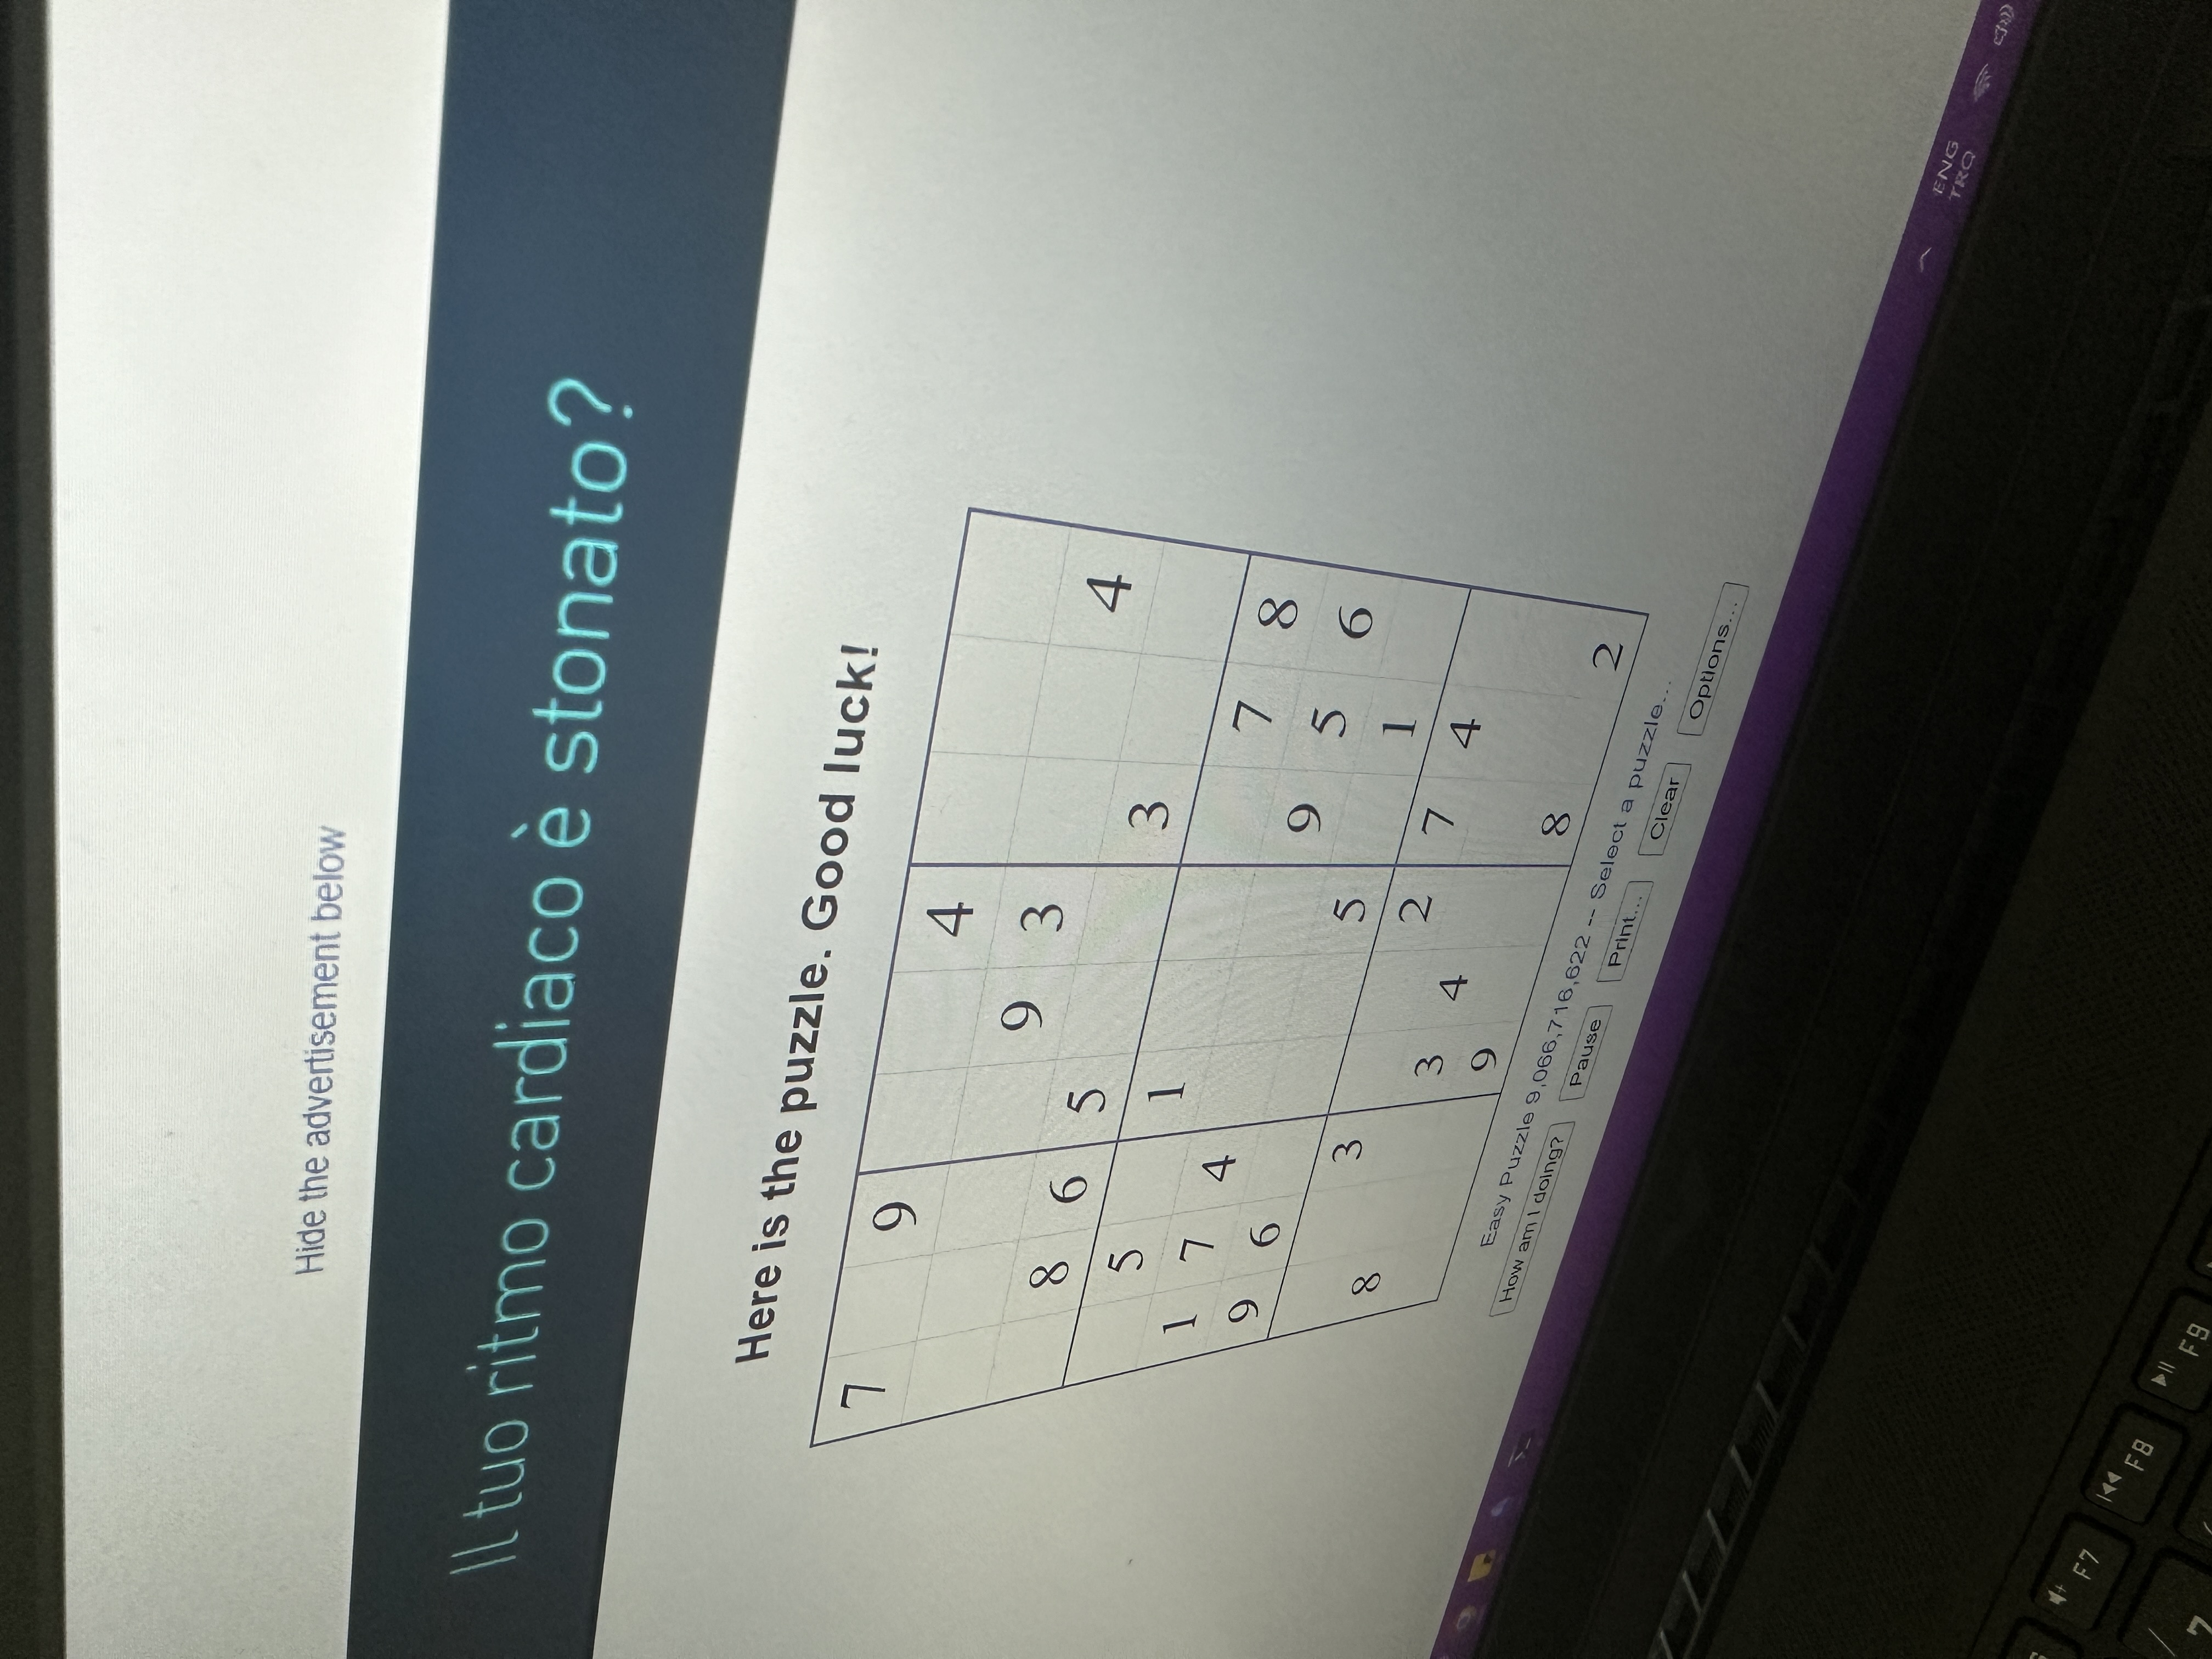 Hide the advertisement below
Il tuo ritmo cardiaco è stonato?
Here is the puzzle. Good luck!
7 9 4
9 3 4
8 6 5 3
5 1 7 8
1 7 4 9 5 6
9 6 5 1
3 2 7 4
8 3 4
9 8 2
Easy Puzzle 9,066,716,622 -- Select a puzzle...
How am I doing? Pause Print... Clear Options...
ENG
TRQ
F7
F8
F9
/
7